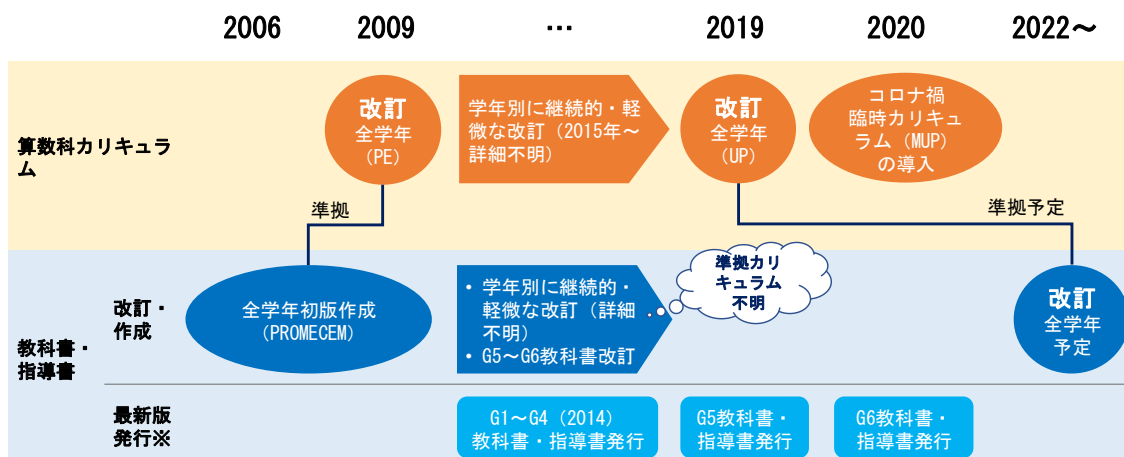 2006
2009
…
2019
2020
2022～
算数科カリキュラ
ム
改訂
全学年
(PE)
学年別に継続的・軽
微な改訂（2015年～
詳細不明）
改訂
全学年
(UP)
コロナ禍
臨時カリキュ
ラム（MUP）
の導入
準拠
準拠予定
教科書・
指導書
改訂・
作成
全学年初版作成
(PROMECEM)
• 学年別に継続的・
軽微な改訂（詳細
不明）
• G5～G6教科書改訂
準拠カリ
キュラム
不明
改訂
全学年
予定
最新版
発行※
G1～G4（2014）
教科書・指導書発行
G5教科書・
指導書発行
G6教科書・
指導書発行